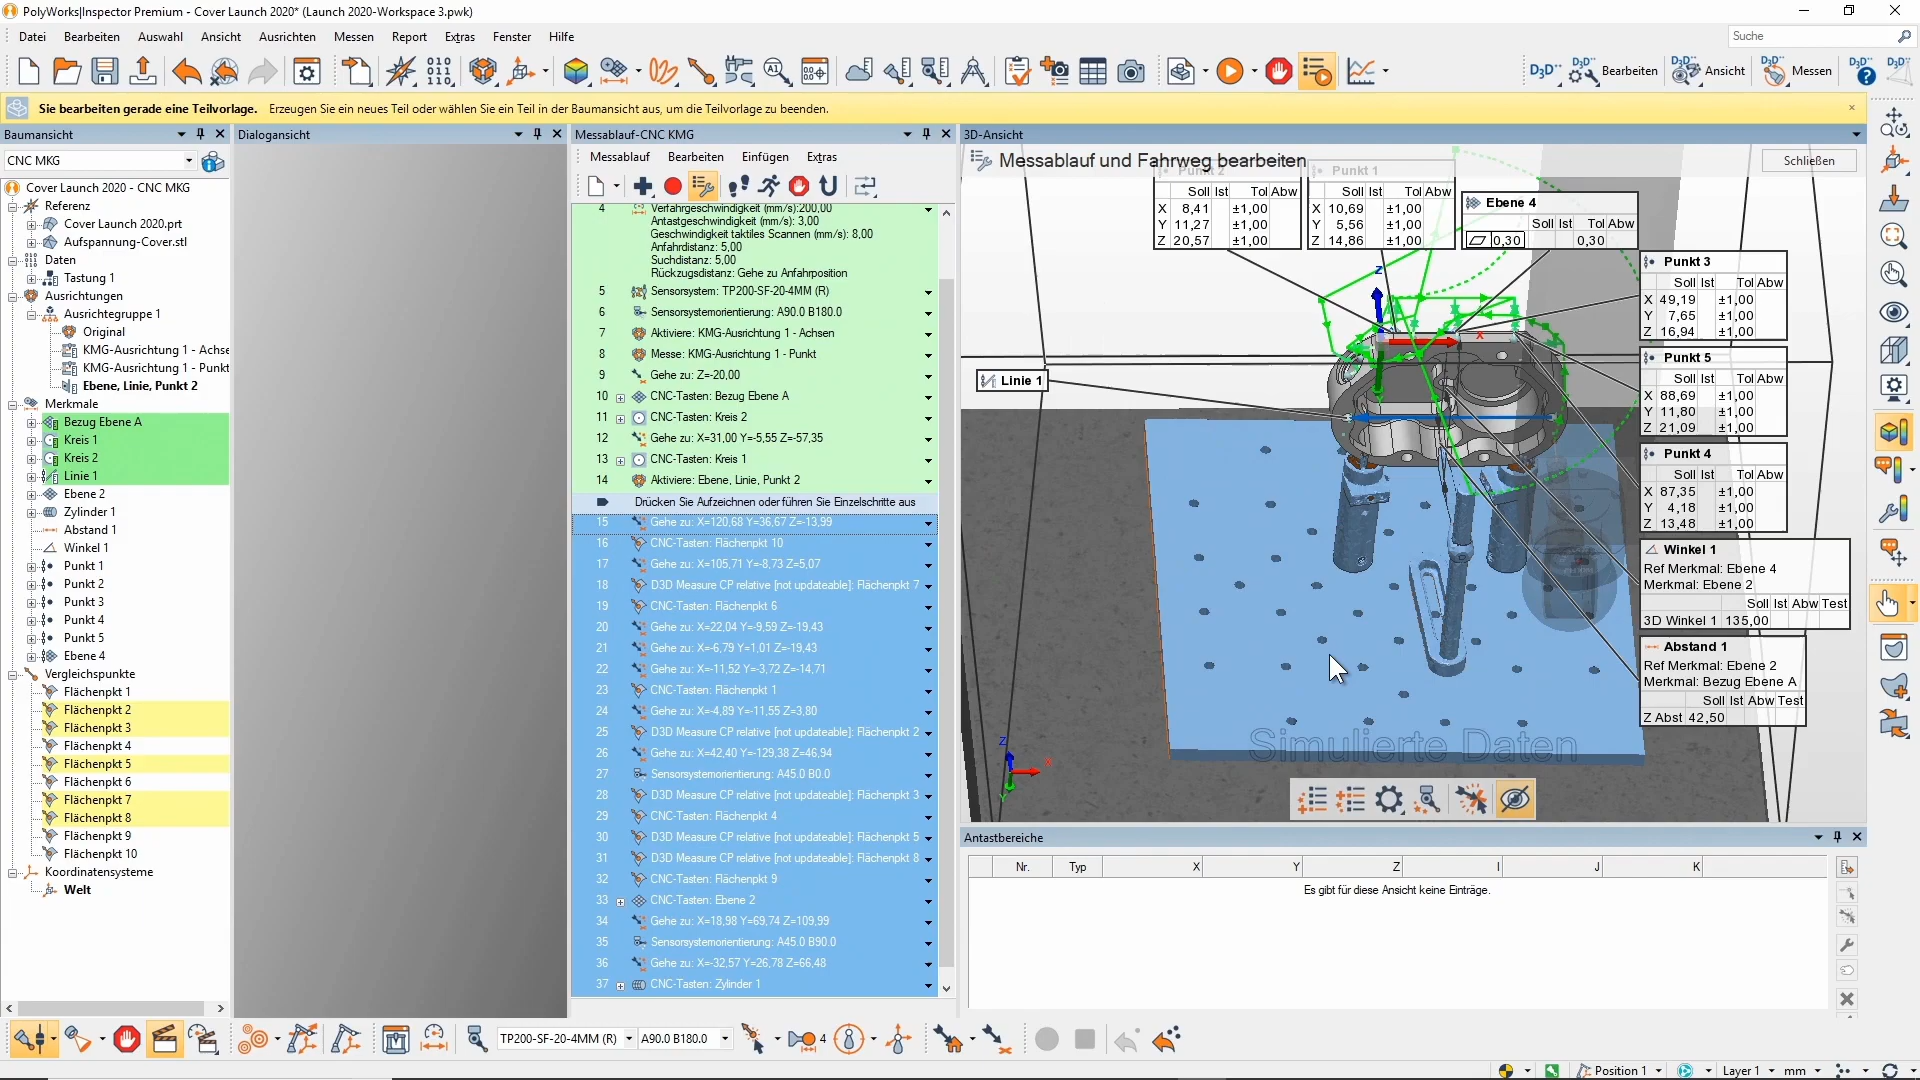 PolyWorks|Inspector Premium - Cover Launch 2020* (Launch 2020-Workspace 3.pwk)
Datei Bearbeiten Auswahl Ansicht Ausrichten Messen Report Extras Fenster Hilfe
Suche
D3D Bearbeiten Ansicht Messen
Sie bearbeiten gerade eine Teilvorlage. Erzeugen Sie ein neues Teil oder wählen Sie ein Teil in der Baumansicht aus, um die Teilvorlage zu beenden.
Baumansicht
CNC MKG
Cover Launch 2020 - CNC MKG
Referenz
Cover Launch 2020.prt
Aufspannung-Cover.stl
Daten
Tastung 1
Ausrichtungen
Ausrichtegruppe 1
Original
KMG-Ausrichtung 1 - Achse
KMG-Ausrichtung 1 - Punkt
Ebene, Linie, Punkt 2
Merkmale
Bezug Ebene A
Kreis 1
Kreis 2
Linie 1
Ebene 2
Zylinder 1
Abstand 1
Winkel 1
Punkt 1
Punkt 2
Punkt 3
Punkt 4
Punkt 5
Ebene 4
Vergleichspunkte
Flächenpkt 1
Flächenpkt 2
Flächenpkt 3
Flächenpkt 4
Flächenpkt 5
Flächenpkt 6
Flächenpkt 7
Flächenpkt 8
Flächenpkt 9
Flächenpkt 10
Koordinatensysteme
Welt
Dialogansicht
Messablauf-CNC KMG
Messablauf Bearbeiten Einfügen Extras
4 Verfahrgeschwindigkeit (mm/s):200,00
Antastgeschwindigkeit (mm/s): 3,00
Geschwindigkeit taktiles Scannen (mm/s): 8,00
Anfahrdistanz: 5,00
Suchdistanz: 5,00
Rückzugsdistanz: Gehe zu Anfahrposition
5 Sensorsystem: TP200-SF-20-4MM (R)
6 Sensorsystemorientierung: A90.0 B180.0
7 Aktiviere: KMG-Ausrichtung 1 - Achsen
8 Messe: KMG-Ausrichtung 1 - Punkt
9 Gehe zu: Z=-20,00
10 CNC-Tasten: Bezug Ebene A
11 CNC-Tasten: Kreis 2
12 Gehe zu: X=31,00 Y=-5,55 Z=-57,35
13 CNC-Tasten: Kreis 1
14 Aktiviere: Ebene, Linie, Punkt 2
Drücken Sie Aufzeichnen oder führen Sie Einzelschritte aus
15 Gehe zu: X=120,68 Y=36,67 Z=-13,99
16 CNC-Tasten: Flächenpkt 10
17 Gehe zu: X=105,71 Y=-8,73 Z=5,07
18 D3D Measure CP relative [not updateable]: Flächenpkt 7
19 CNC-Tasten: Flächenpkt 6
20 Gehe zu: X=22,04 Y=-9,59 Z=-19,43
21 Gehe zu: X=-6,79 Y=1,01 Z=-19,43
22 Gehe zu: X=-11,52 Y=-3,72 Z=-14,71
23 CNC-Tasten: Flächenpkt 1
24 Gehe zu: X=-4,89 Y=-11,55 Z=3,80
25 D3D Measure CP relative [not updateable]: Flächenpkt 2
26 Gehe zu: X=42,40 Y=-129,38 Z=46,94
27 Sensorsystemorientierung: A45.0 B0.0
28 D3D Measure CP relative [not updateable]: Flächenpkt 3
29 CNC-Tasten: Flächenpkt 4
30 D3D Measure CP relative [not updateable]: Flächenpkt 5
31 D3D Measure CP relative [not updateable]: Flächenpkt 8
32 CNC-Tasten: Flächenpkt 9
33 CNC-Tasten: Ebene 2
34 Gehe zu: X=18,98 Y=69,74 Z=109,99
35 Sensorsystemorientierung: A45.0 B90.0
36 Gehe zu: X=-32,57 Y=26,78 Z=66,48
37 CNC-Tasten: Zylinder 1
3D-Ansicht
Messablauf und Fahrweg bearbeiten
Schließen
Punkt 2
Soll Ist Tol Abw
X 8,41 ±1,00
Y 11,27 ±1,00
Z 20,57 ±1,00
Punkt 1
Soll Ist Tol Abw
X 10,69 ±1,00
Y 5,56 ±1,00
Z 14,86 ±1,00
Ebene 4
Soll Ist Tol Abw
0,30 0,30
Punkt 3
Soll Ist Tol Abw
X 49,19 ±1,00
Y 7,65 ±1,00
Z 16,94 ±1,00
Punkt 5
Soll Ist Tol Abw
X 88,69 ±1,00
Y 11,80 ±1,00
Z 21,09 ±1,00
Linie 1
Punkt 4
Soll Ist Tol Abw
X 87,35 ±1,00
Y 4,18 ±1,00
Z 13,48 ±1,00
Winkel 1
Ref Merkmal: Ebene 4
Merkmal: Ebene 2
Soll Ist Abw Test
3D Winkel 1 135,00
Abstand 1
Ref Merkmal: Ebene 2
Merkmal: Bezug Ebene A
Soll Ist Abw Test
Z Abst 42,50
Simulierte Daten
Antastbereiche
Nr. Typ X Y Z I J K
Es gibt für diese Ansicht keine Einträge.
TP200-SF-20-4MM (R) A90.0 B180.0 4
Position 1 Layer 1 mm